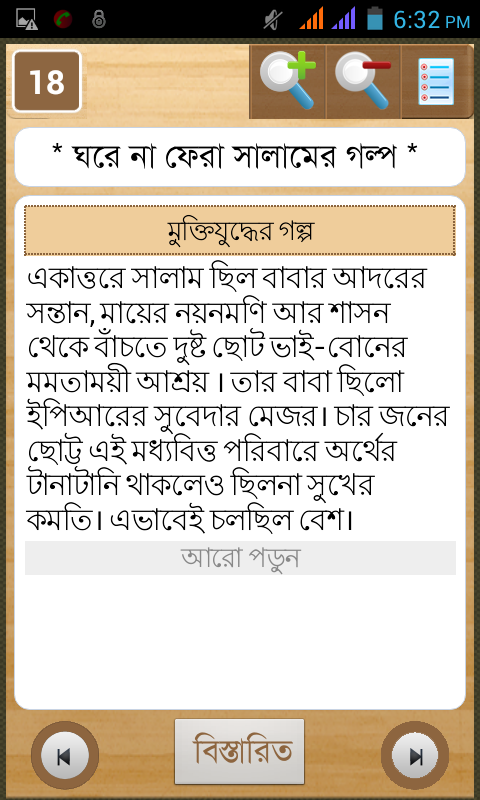 6:32 PM
18
* ঘরে না ফেরা সালামের গল্প *
মুক্তিযুদ্ধের গল্প
একাত্তরে সালাম ছিল বাবার আদরের
সন্তান, মায়ের নয়নমণি আর শাসন
থেকে বাঁচতে দুষ্ট ছোট ভাই-বোনের
মমতাময়ী আশ্রয় । তার বাবা ছিলো
ইপিআরের সুবেদার মেজর। চার জনের
ছোট্ট এই মধ্যবিত্ত পরিবারে অর্থের
টানাটানি থাকলেও ছিলনা সুখের
কমতি। এভাবেই চলছিল বেশ।
আরো পড়ুন
বিস্তারিত